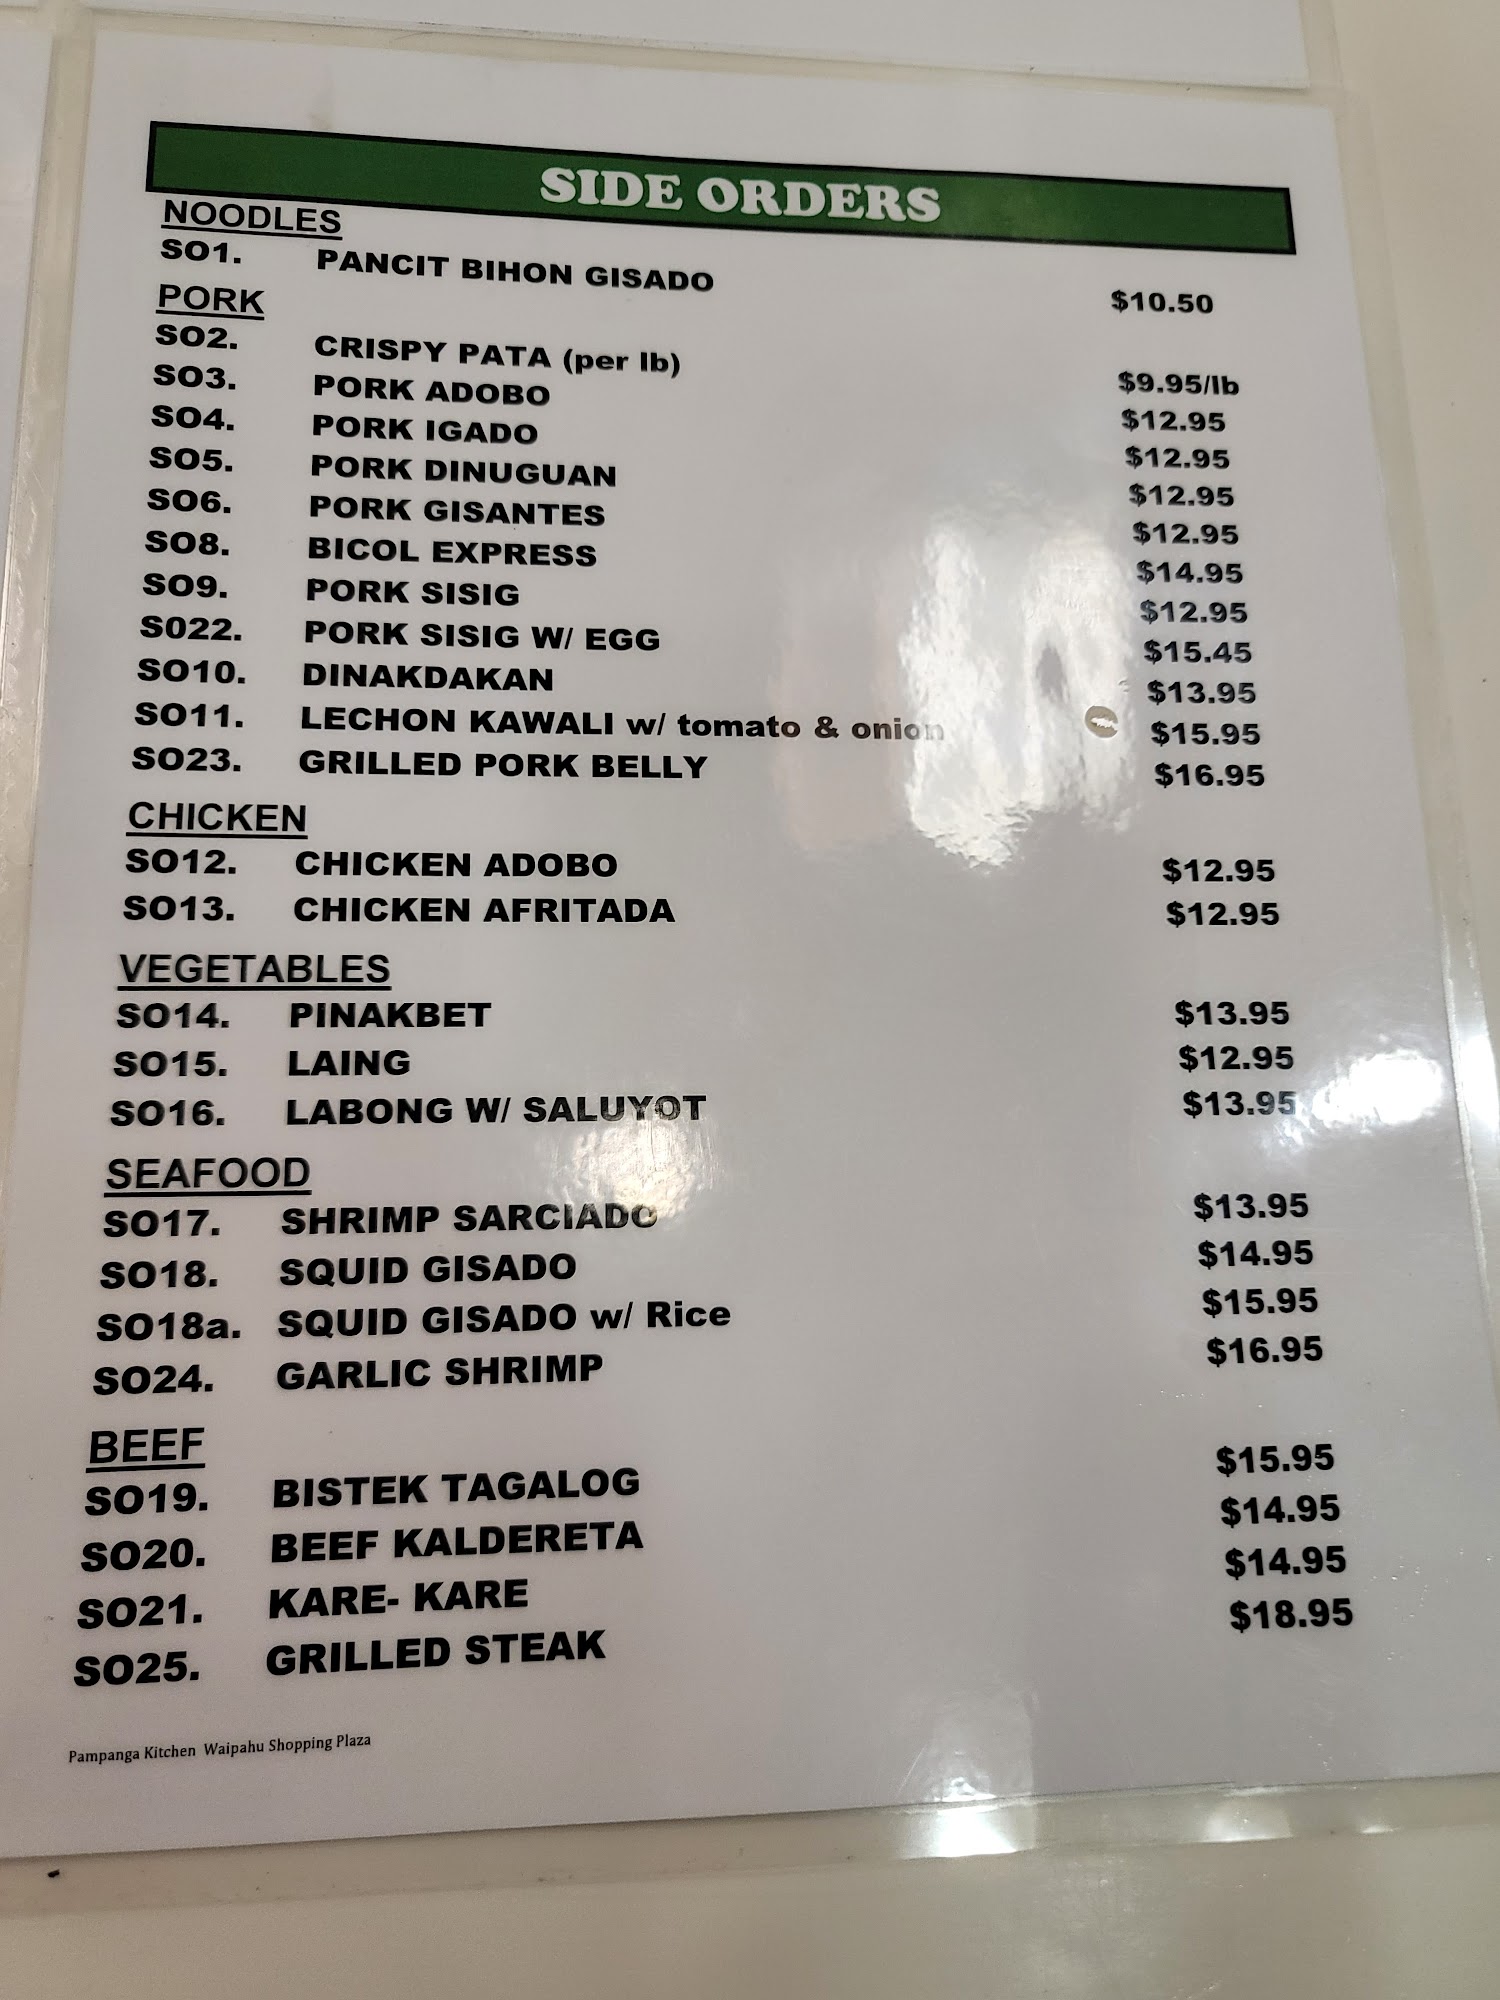 SIDE ORDERS
NOODLES
SO1. PANCIT BIHON GISADO $10.50
PORK
SO2. CRISPY PATA (per lb) $9.95/lb
SO3. PORK ADOBO $12.95
SO4. PORK IGADO $12.95
SO5. PORK DINUGUAN $12.95
SO6. PORK GISANTES $12.95
SO8. BICOL EXPRESS $14.95
SO9. PORK SISIG $12.95
S022. PORK SISIG W/ EGG $15.45
SO10. DINAKDAKAN $13.95
SO11. LECHON KAWALI w/ tomato & onion $15.95
SO23. GRILLED PORK BELLY $16.95
CHICKEN
SO12. CHICKEN ADOBO $12.95
SO13. CHICKEN AFRITADA $12.95
VEGETABLES
SO14. PINAKBET $13.95
SO15. LAING $12.95
SO16. LABONG W/ SALUYOT $13.95
SEAFOOD
SO17. SHRIMP SARCIADO $13.95
SO18. SQUID GISADO $14.95
SO18a. SQUID GISADO w/ Rice $15.95
SO24. GARLIC SHRIMP $16.95
BEEF
SO19. BISTEK TAGALOG $15.95
SO20. BEEF KALDERETA $14.95
SO21. KARE- KARE $14.95
SO25. GRILLED STEAK $18.95
Pampanga Kitchen Waipahu Shopping Plaza